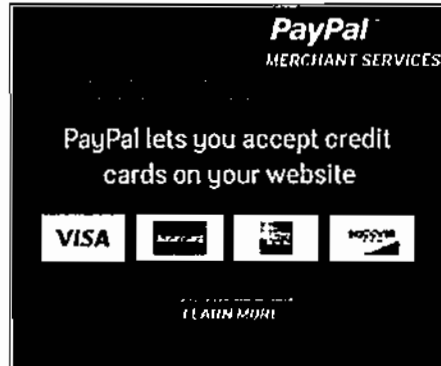 PayPal
MERCHANT SERVICES
PayPal lets you accept credit
cards on your website
VISA
LEARN MORE